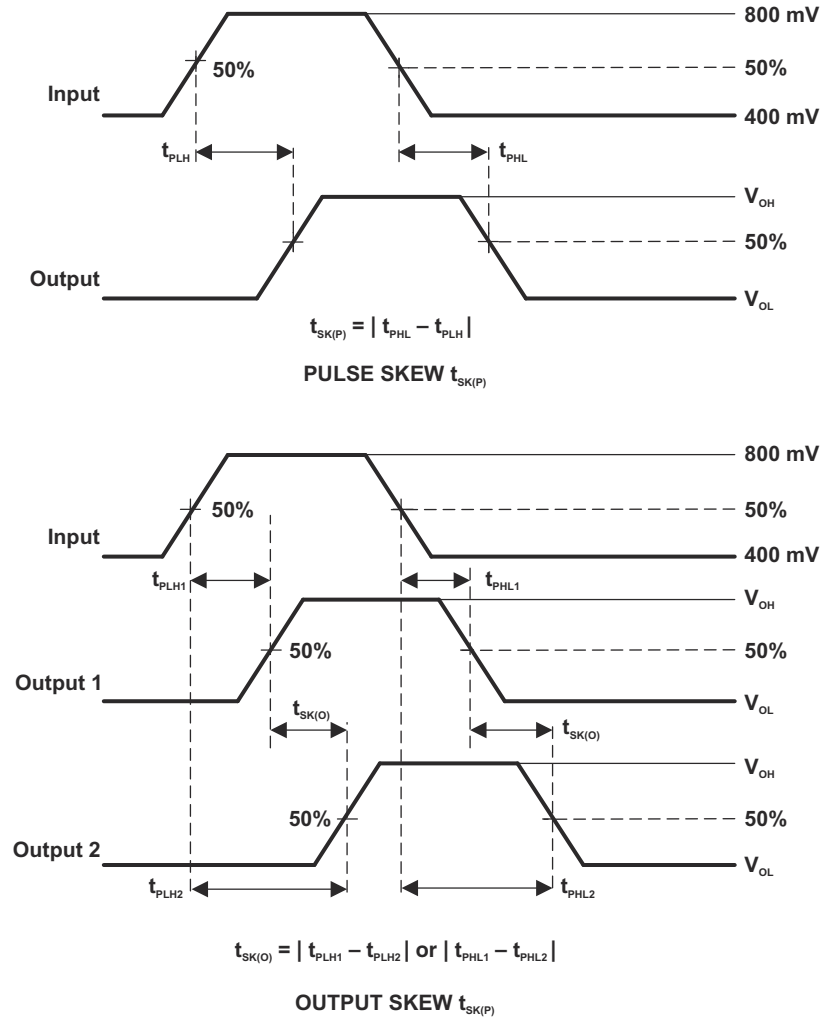 800 mV
50%
50%
Input
400 mV
tPLH
tPHL
VOH
50%
Output
VOL
tSK(P) = | tPHL – tPLH |
PULSE SKEW tSK(P)
800 mV
50%
50%
Input
400 mV
tPLH1
tPHL1
VOH
50%
50%
Output 1
VOL
tSK(O)
tSK(O)
VOH
50%
50%
Output 2
VOL
tPLH2
tPHL2
tSK(O) = | tPLH1 – tPLH2 | or | tPHL1 – tPHL2 |
OUTPUT SKEW tSK(P)